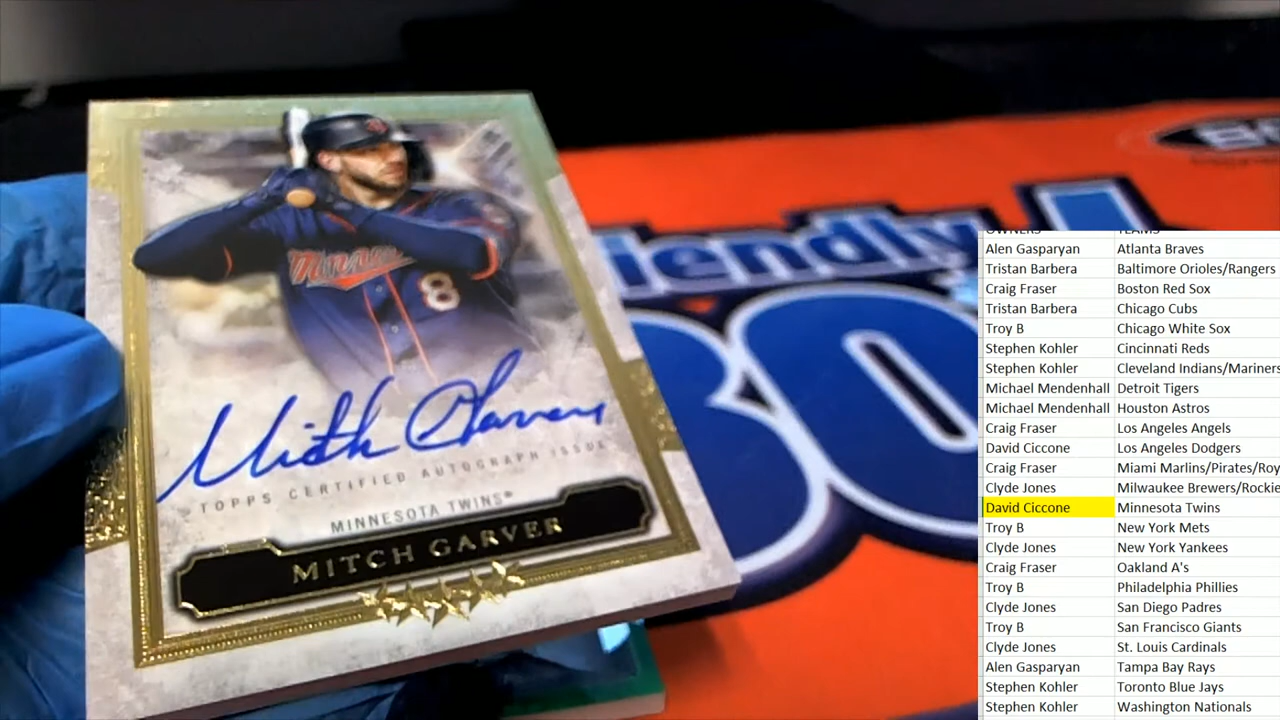 Minnesota
8
Mitch Garver
TOPPS CERTIFIED AUTOGRAPH ISSUE
MINNESOTA TWINS
MITCH GARVER
iendly
80
OWNERS TEAMS
Alen Gasparyan Atlanta Braves
Tristan Barbera Baltimore Orioles/Rangers
Craig Fraser Boston Red Sox
Tristan Barbera Chicago Cubs
Troy B Chicago White Sox
Stephen Kohler Cincinnati Reds
Stephen Kohler Cleveland Indians/Mariners
Michael Mendenhall Detroit Tigers
Michael Mendenhall Houston Astros
Craig Fraser Los Angeles Angels
David Ciccone Los Angeles Dodgers
Craig Fraser Miami Marlins/Pirates/Roy
Clyde Jones Milwaukee Brewers/Rockie
David Ciccone Minnesota Twins
Troy B New York Mets
Clyde Jones New York Yankees
Craig Fraser Oakland A's
Troy B Philadelphia Phillies
Clyde Jones San Diego Padres
Troy B San Francisco Giants
Clyde Jones St. Louis Cardinals
Alen Gasparyan Tampa Bay Rays
Stephen Kohler Toronto Blue Jays
Stephen Kohler Washington Nationals